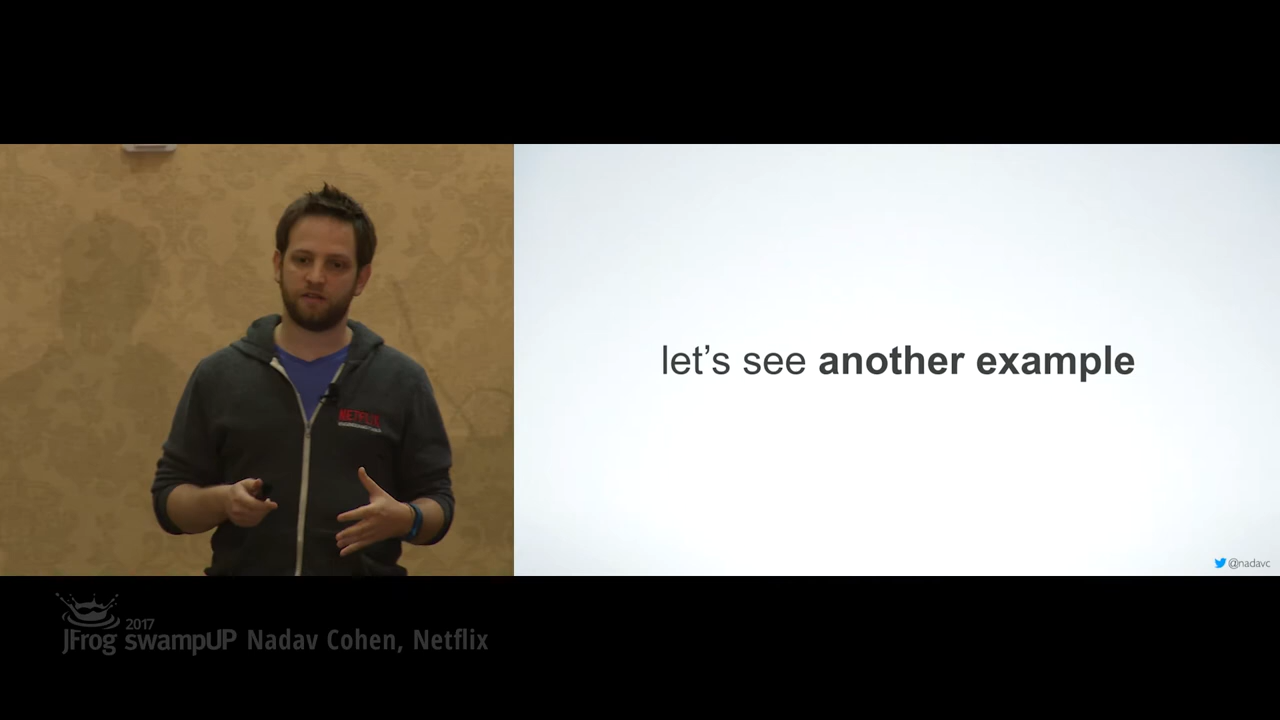 let’s see another example
NETFLIX
@nadavc
2017
JFrog swampUP Nadav Cohen, Netflix